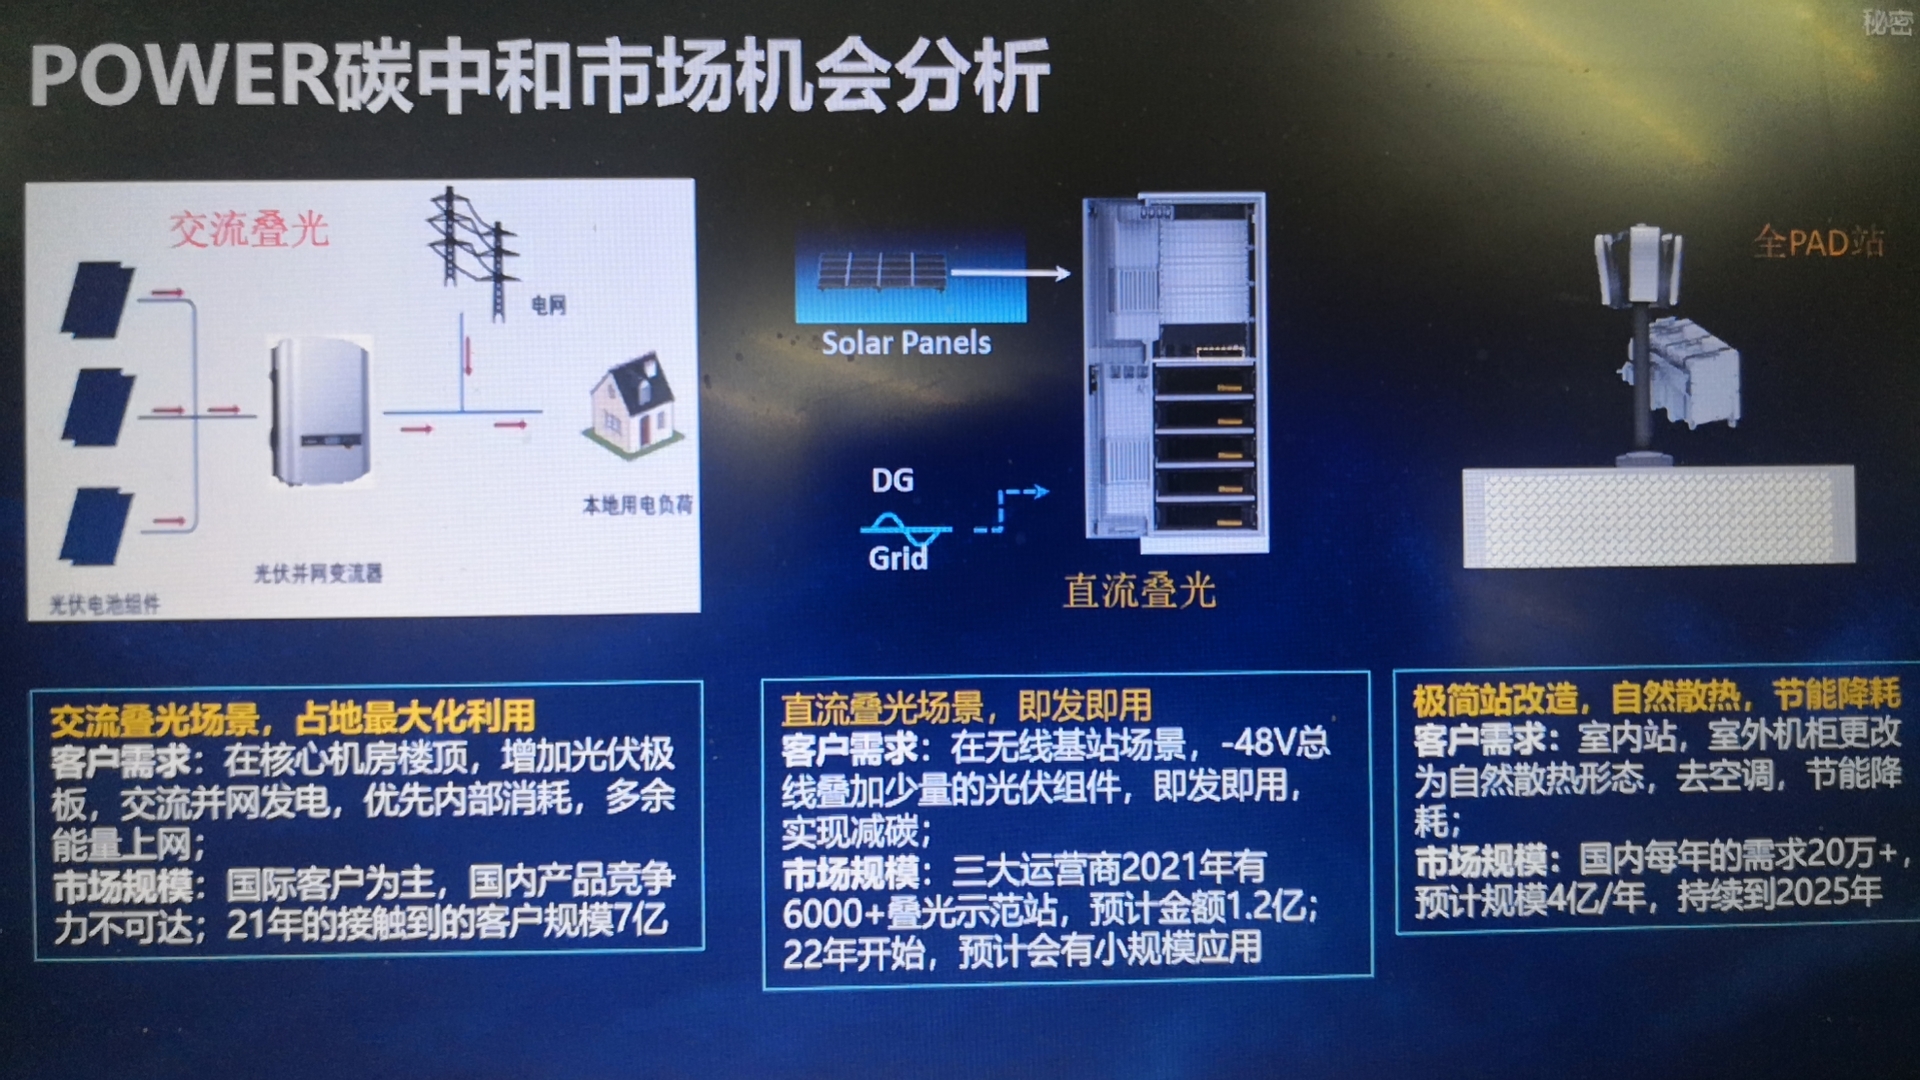 秘密
POWER碳中和市场机会分析
交流叠光
电网
本地用电负荷
光伏并网变流器
光伏电池组件
Solar Panels
DG
Grid
直流叠光
全PAD站
交流叠光场景，占地最大化利用
客户需求：在核心机房楼顶，增加光伏极
板，交流并网发电，优先内部消耗，多余
能量上网；
市场规模：国际客户为主，国内产品竞争
力不可达；21年的接触到的客户规模7亿
直流叠光场景，即发即用
客户需求：在无线基站场景，-48V总
线叠加少量的光伏组件，即发即用，
实现减碳；
市场规模：三大运营商2021年有
6000+叠光示范站，预计金额1.2亿；
22年开始，预计会有小规模应用
极简站改造，自然散热，节能降耗
客户需求：室内站，室外机柜更改
为自然散热形态，去空调，节能降
耗；
市场规模：国内每年的需求20万+，
预计规模4亿/年，持续到2025年